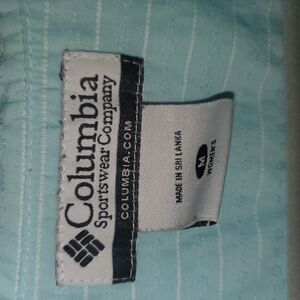 Columbia
Sportswear Company
COLUMBIA.COM
MADE IN SRI LANKA
M
WOMEN'S